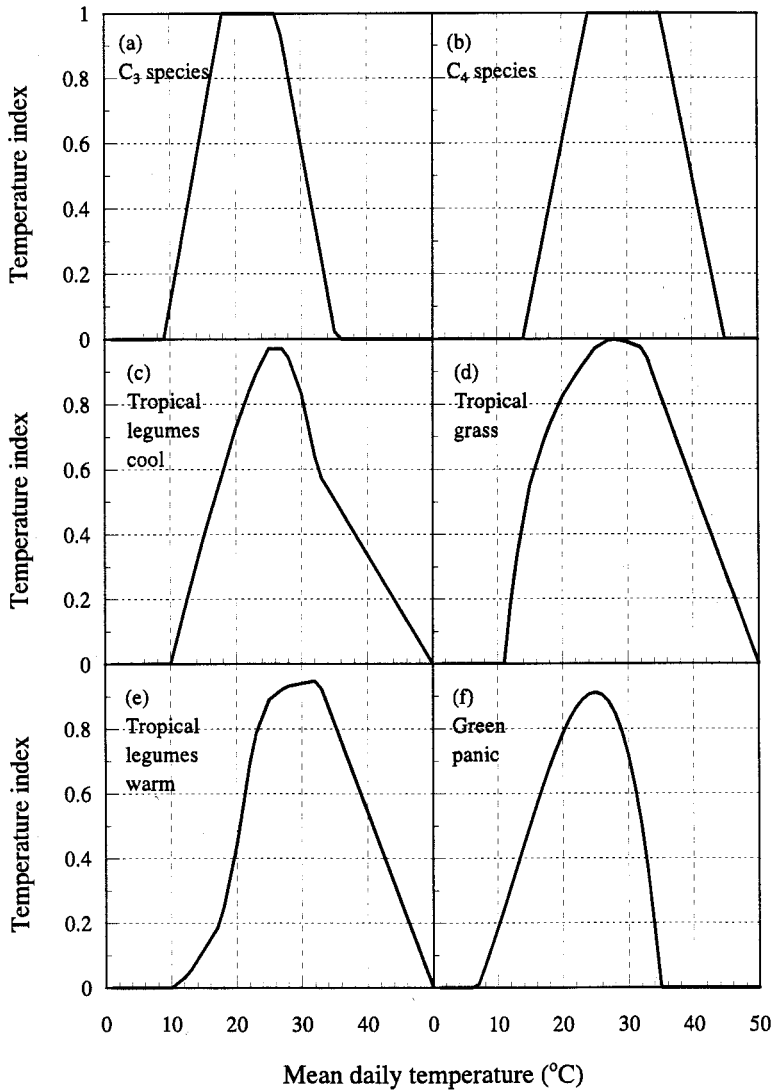 (a)
C3 species
(b)
C4 species
1
0.8
0.6
0.4
0.2
0
Temperature index
(c)
Tropical
legumes
cool
(d)
Tropical
grass
0.8
0.6
0.4
0.2
0
Temperature index
(e)
Tropical
legumes
warm
(f)
Green
panic
0.8
0.6
0.4
0.2
0
Temperature index
0 10 20 30 40 0 10 20 30 40 50
Mean daily temperature (°C)